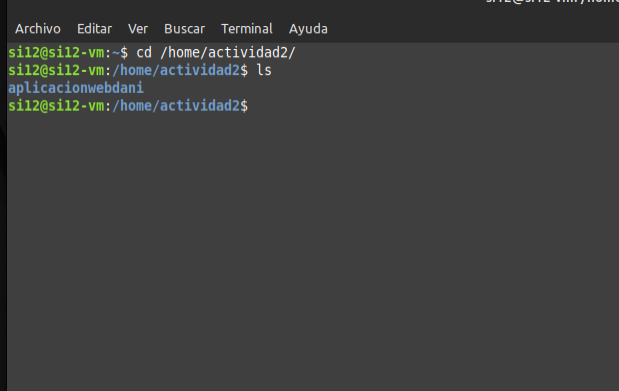 Archivo Editar Ver Buscar Terminal Ayuda
si12@si12-vm:~$ cd /home/actividad2/
si12@si12-vm:/home/actividad2$ ls
aplicacionwebdani
si12@si12-vm:/home/actividad2$